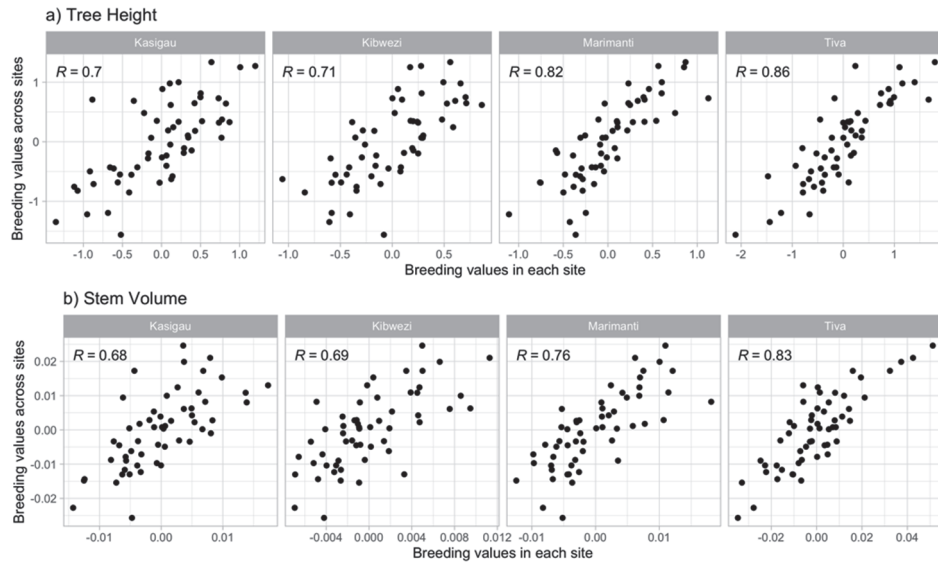 a) Tree Height
Kasigau Kibwezi Marimanti Tiva
R = 0.7 R = 0.71 R = 0.82 R = 0.86
Breeding values across sites
1
0
-1
-1.0 -0.5 0.0 0.5 1.0 -1.0 -0.5 0.0 0.5 -1.0 -0.5 0.0 0.5 1.0 -2 -1 0 1
Breeding values in each site
b) Stem Volume
Kasigau Kibwezi Marimanti Tiva
R = 0.68 R = 0.69 R = 0.76 R = 0.83
Breeding values across sites
0.02
0.01
0.00
-0.01
-0.02
-0.01 0.00 0.01 -0.004 0.000 0.004 0.008 0.012 0.00 0.01 -0.02 0.00 0.02 0.04
Breeding values in each site